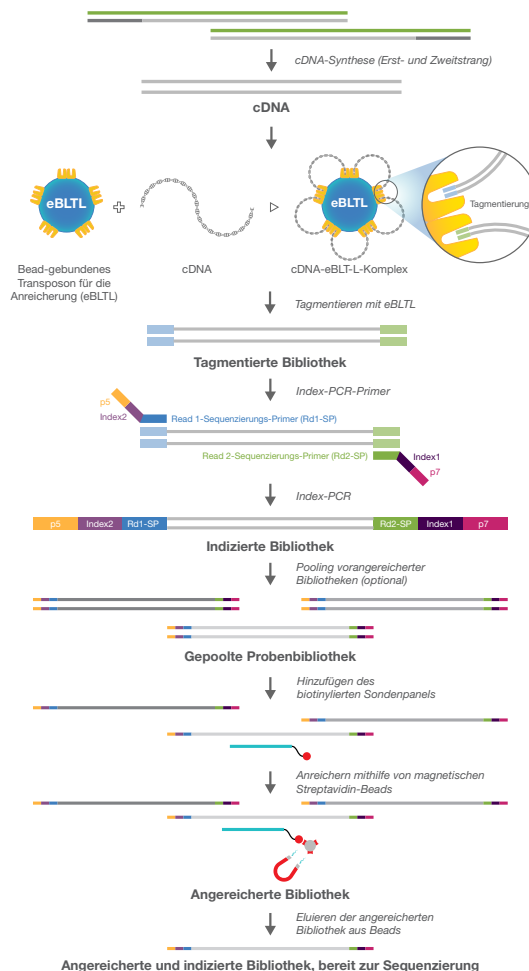 cDNA-Synthese (Erst- und Zweitstrang)
cDNA
eBLTL
eBLTL
Tagmentierung
Bead-gebundenes
Transposon für die
Anreicherung (eBLTL)
cDNA
cDNA-eBLT-L-Komplex
Tagmentieren mit eBLTL
Tagmentierte Bibliothek
Index-PCR-Primer
p5
Index2
Read 1-Sequenzierungs-Primer (Rd1-SP)
Read 2-Sequenzierungs-Primer (Rd2-SP)
Index1
p7
Index-PCR
p5 Index2 Rd1-SP Rd2-SP Index1 p7
Indizierte Bibliothek
Pooling vorangereicherter
Bibliotheken (optional)
Gepoolte Probenbibliothek
Hinzufügen des
biotinylierten Sondenpanels
Anreichern mithilfe von magnetischen
Streptavidin-Beads
Angereicherte Bibliothek
Eluieren der angereicherten
Bibliothek aus Beads
Angereicherte und indizierte Bibliothek, bereit zur Sequenzierung